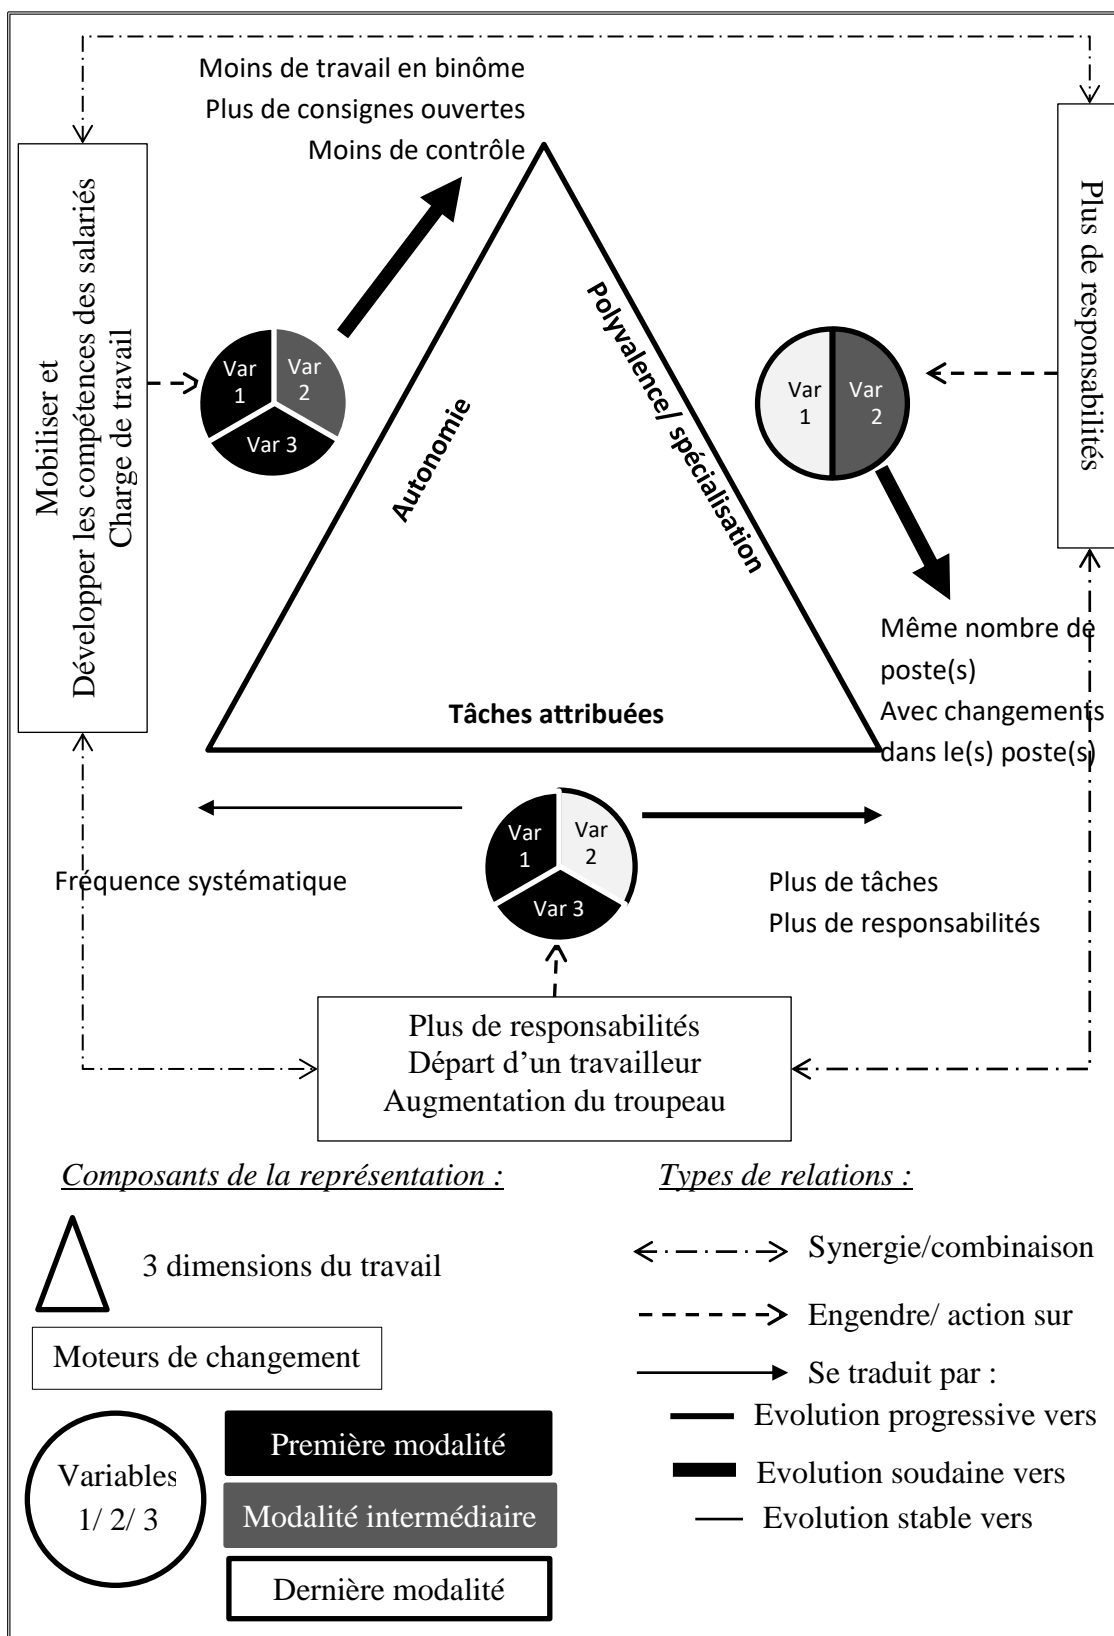 Moins de travail en binôme
Plus de consignes ouvertes
Moins de contrôle
Mobiliser et
Développer les compétences des salariés
Charge de travail
Plus de responsabilités
Var
1
Var
2
Var 3
Autonomie
Polyvalence/ spécialisation
Var
1
Var
2
Même nombre de
poste(s)
Avec changements
dans le(s) poste(s)
Tâches attribuées
Var
1
Var
2
Var 3
Fréquence systématique
Plus de tâches
Plus de responsabilités
Plus de responsabilités
Départ d’un travailleur
Augmentation du troupeau
Composants de la représentation :
3 dimensions du travail
Moteurs de changement
Variables
1/ 2/ 3
Première modalité
Modalité intermédiaire
Dernière modalité
Types de relations :
Synergie/combinaison
Engendre/ action sur
Se traduit par :
Evolution progressive vers
Evolution soudaine vers
Evolution stable vers